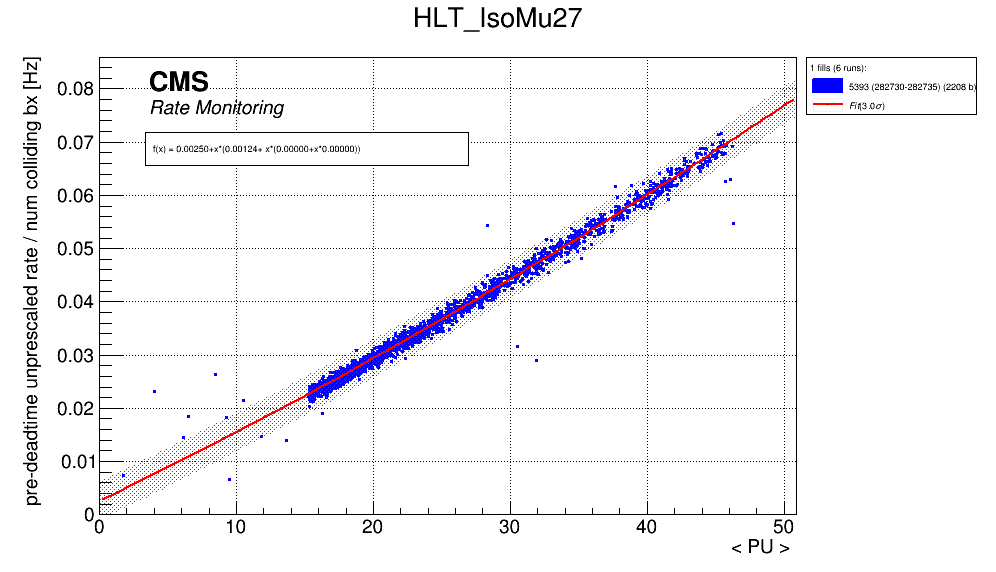 HLT_IsoMu27
pre-deadtime unprescaled rate / num colliding bx [Hz]
CMS
Rate Monitoring
f(x) = 0.00250+x*(0.00124+ x*(0.00000+x*0.00000))
0.08
0.07
0.06
0.05
0.04
0.03
0.02
0.01
0
0 10 20 30 40 50
< PU >
1 fills (6 runs):
5393 (282730-282735) (2208 b)
Fit(3.0σ)